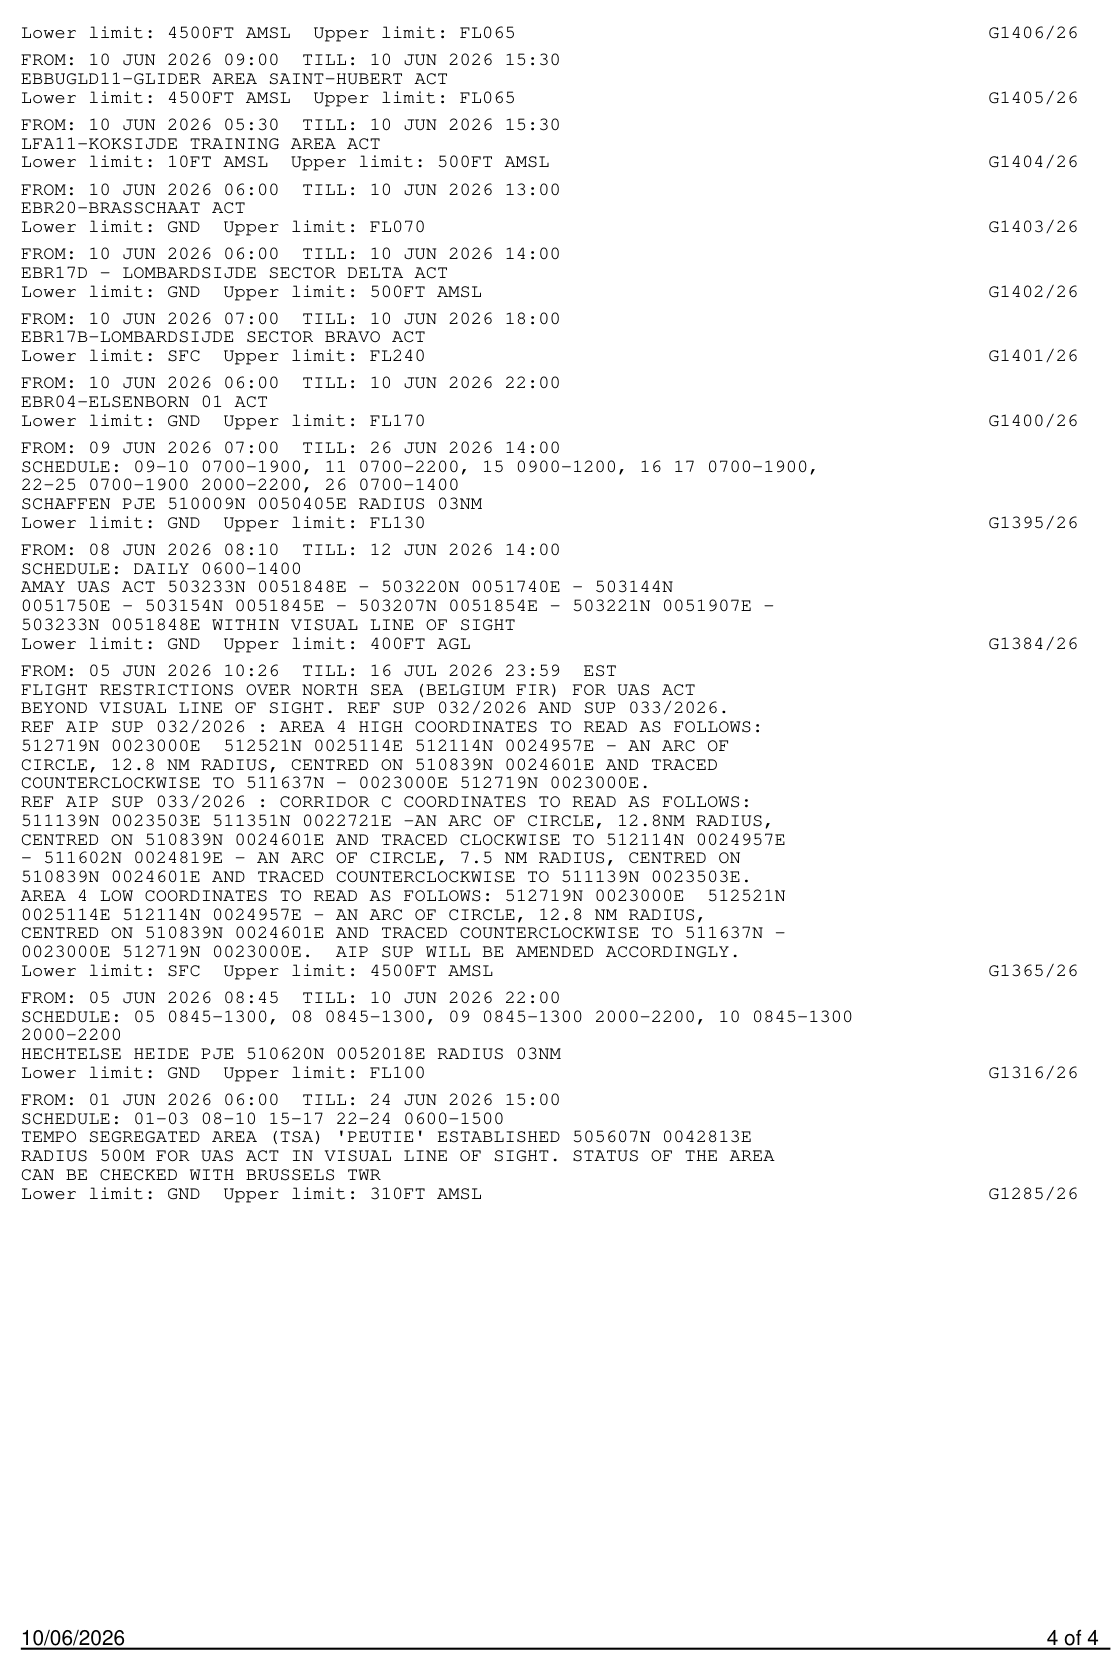 Lower limit: 4500FT AMSL  Upper limit: FL065 G1406/26
FROM: 10 JUN 2026 09:00  TILL: 10 JUN 2026 15:30
EBBUGLD11-GLIDER AREA SAINT-HUBERT ACT
Lower limit: 4500FT AMSL  Upper limit: FL065 G1405/26
FROM: 10 JUN 2026 05:30  TILL: 10 JUN 2026 15:30
LFA11-KOKSIJDE TRAINING AREA ACT
Lower limit: 10FT AMSL  Upper limit: 500FT AMSL G1404/26
FROM: 10 JUN 2026 06:00  TILL: 10 JUN 2026 13:00
EBR20-BRASSCHAAT ACT
Lower limit: GND  Upper limit: FL070 G1403/26
FROM: 10 JUN 2026 06:00  TILL: 10 JUN 2026 14:00
EBR17D - LOMBARDSIJDE SECTOR DELTA ACT
Lower limit: GND  Upper limit: 500FT AMSL G1402/26
FROM: 10 JUN 2026 07:00  TILL: 10 JUN 2026 18:00
EBR17B-LOMBARDSIJDE SECTOR BRAVO ACT
Lower limit: SFC  Upper limit: FL240 G1401/26
FROM: 10 JUN 2026 06:00  TILL: 10 JUN 2026 22:00
EBR04-ELSENBORN 01 ACT
Lower limit: GND  Upper limit: FL170 G1400/26
FROM: 09 JUN 2026 07:00  TILL: 26 JUN 2026 14:00
SCHEDULE: 09-10 0700-1900, 11 0700-2200, 15 0900-1200, 16 17 0700-1900,
22-25 0700-1900 2000-2200, 26 0700-1400
SCHAFFEN PJE 510009N 0050405E RADIUS 03NM
Lower limit: GND  Upper limit: FL130 G1395/26
FROM: 08 JUN 2026 08:10  TILL: 12 JUN 2026 14:00
SCHEDULE: DAILY 0600-1400
AMAY UAS ACT 503233N 0051848E - 503220N 0051740E - 503144N
0051750E - 503154N 0051845E - 503207N 0051854E - 503221N 0051907E -
503233N 0051848E WITHIN VISUAL LINE OF SIGHT
Lower limit: GND  Upper limit: 400FT AGL G1384/26
FROM: 05 JUN 2026 10:26  TILL: 16 JUL 2026 23:59  EST
FLIGHT RESTRICTIONS OVER NORTH SEA (BELGIUM FIR) FOR UAS ACT
BEYOND VISUAL LINE OF SIGHT. REF SUP 032/2026 AND SUP 033/2026.
REF AIP SUP 032/2026 : AREA 4 HIGH COORDINATES TO READ AS FOLLOWS:
512719N 0023000E  512521N 0025114E 512114N 0024957E - AN ARC OF
CIRCLE, 12.8 NM RADIUS, CENTRED ON 510839N 0024601E AND TRACED
COUNTERCLOCKWISE TO 511637N - 0023000E 512719N 0023000E.
REF AIP SUP 033/2026 : CORRIDOR C COORDINATES TO READ AS FOLLOWS:
511139N 0023503E 511351N 0022721E -AN ARC OF CIRCLE, 12.8NM RADIUS,
CENTRED ON 510839N 0024601E AND TRACED CLOCKWISE TO 512114N 0024957E
- 511602N 0024819E - AN ARC OF CIRCLE, 7.5 NM RADIUS, CENTRED ON
510839N 0024601E AND TRACED COUNTERCLOCKWISE TO 511139N 0023503E.
AREA 4 LOW COORDINATES TO READ AS FOLLOWS: 512719N 0023000E  512521N
0025114E 512114N 0024957E - AN ARC OF CIRCLE, 12.8 NM RADIUS,
CENTRED ON 510839N 0024601E AND TRACED COUNTERCLOCKWISE TO 511637N -
0023000E 512719N 0023000E.  AIP SUP WILL BE AMENDED ACCORDINGLY.
Lower limit: SFC  Upper limit: 4500FT AMSL G1365/26
FROM: 05 JUN 2026 08:45  TILL: 10 JUN 2026 22:00
SCHEDULE: 05 0845-1300, 08 0845-1300, 09 0845-1300 2000-2200, 10 0845-1300
2000-2200
HECHTELSE HEIDE PJE 510620N 0052018E RADIUS 03NM
Lower limit: GND  Upper limit: FL100 G1316/26
FROM: 01 JUN 2026 06:00  TILL: 24 JUN 2026 15:00
SCHEDULE: 01-03 08-10 15-17 22-24 0600-1500
TEMPO SEGREGATED AREA (TSA) 'PEUTIE' ESTABLISHED 505607N 0042813E
RADIUS 500M FOR UAS ACT IN VISUAL LINE OF SIGHT. STATUS OF THE AREA
CAN BE CHECKED WITH BRUSSELS TWR
Lower limit: GND  Upper limit: 310FT AMSL G1285/26
10/06/2026 4 of 4